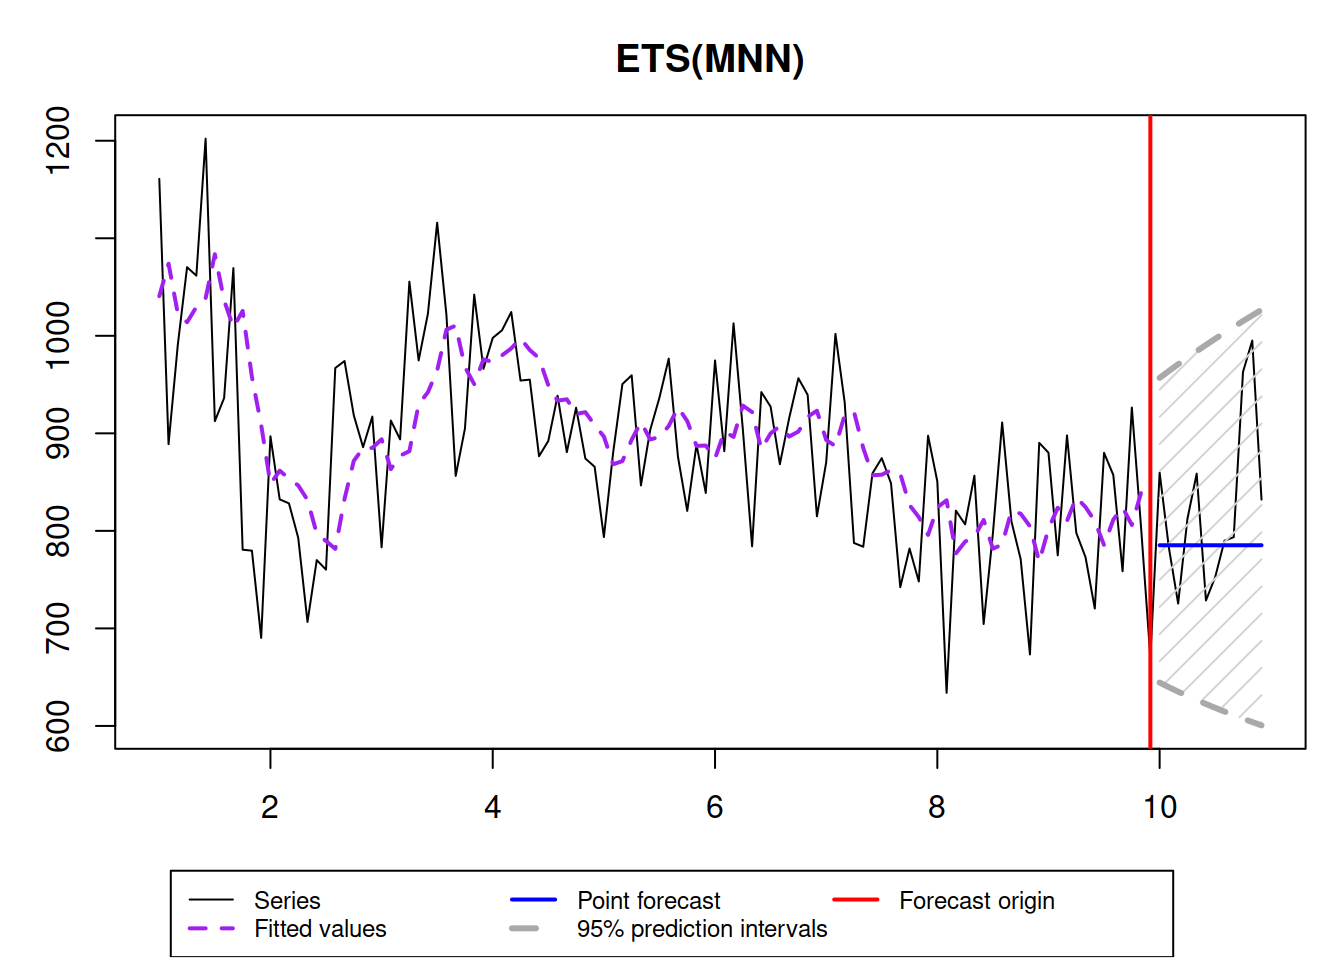 ETS(MNN)
1200
1000
900
800
700
600
2 4 6 8 10
Series Point forecast Forecast origin
Fitted values 95% prediction intervals